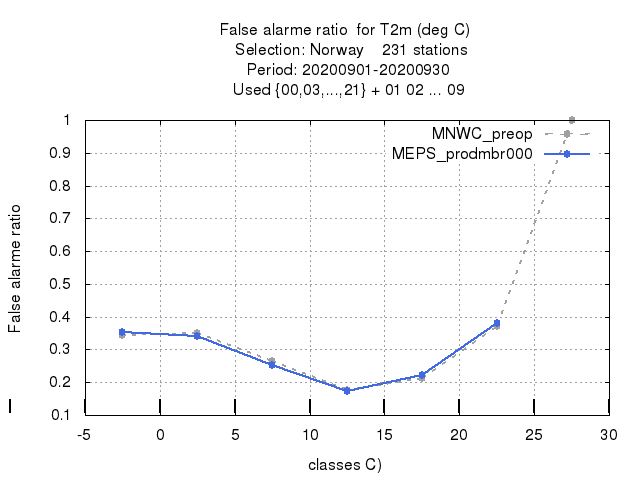 False alarme ratio  for T2m (deg C)
Selection: Norway    231 stations
Period: 20200901-20200930
Used {00,03,...,21} + 01 02 ... 09
MNWC_preop
MEPS_prodmbr000
False alarme ratio
1
0.9
0.8
0.7
0.6
0.5
0.4
0.3
0.2
0.1
-5 0 5 10 15 20 25 30
classes C)